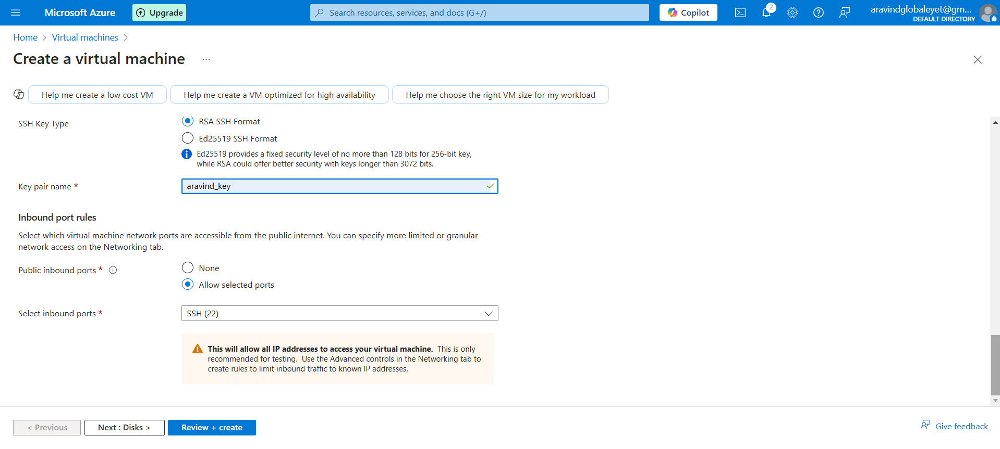 Microsoft Azure
Upgrade
Search resources, services, and docs (G+/)
Copilot
2
aravindglobaleyet@gm...
DEFAULT DIRECTORY
Home > Virtual machines >
Create a virtual machine ...
Help me create a low cost VM
Help me create a VM optimized for high availability
Help me choose the right VM size for my workload
SSH Key Type
RSA SSH Format
Ed25519 SSH Format
Ed25519 provides a fixed security level of no more than 128 bits for 256-bit key,
while RSA could offer better security with keys longer than 3072 bits.
Key pair name *
aravind_key
Inbound port rules
Select which virtual machine network ports are accessible from the public internet. You can specify more limited or granular
network access on the Networking tab.
Public inbound ports *
None
Allow selected ports
Select inbound ports *
SSH (22)
This will allow all IP addresses to access your virtual machine. This is only
recommended for testing. Use the Advanced controls in the Networking tab to
create rules to limit inbound traffic to known IP addresses.
< Previous
Next : Disks >
Review + create
Give feedback